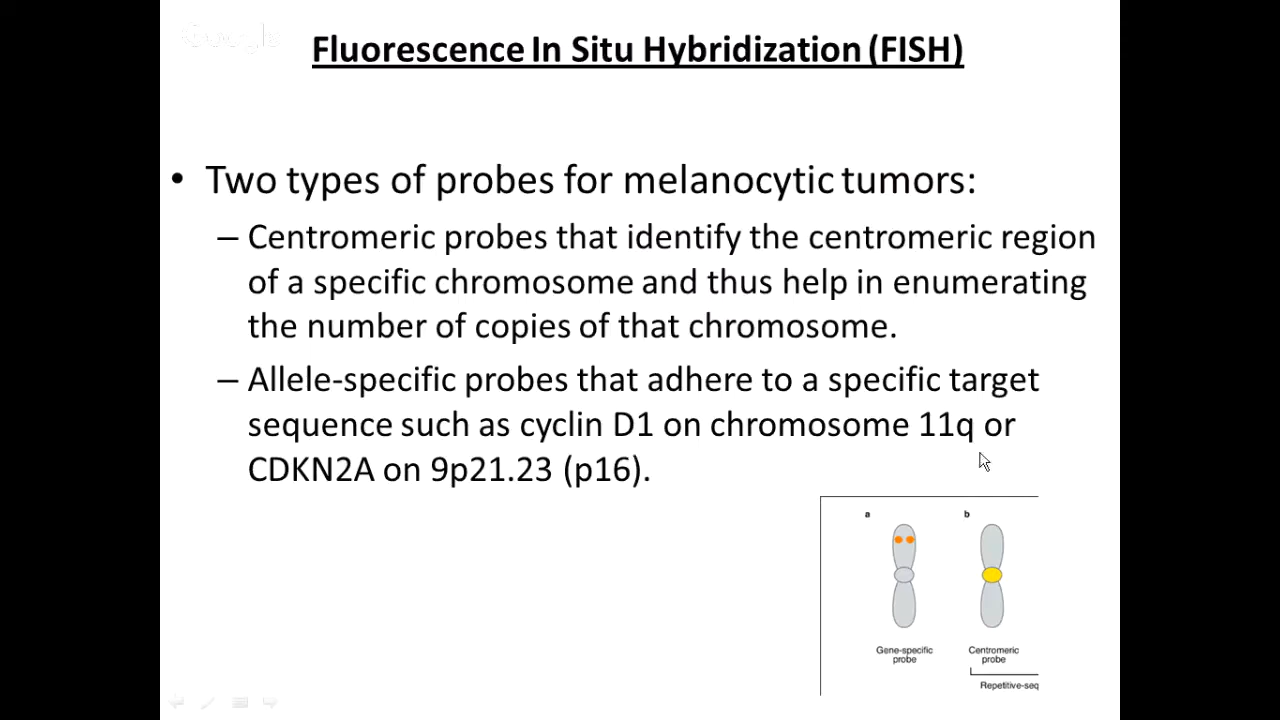 Google
Fluorescence In Situ Hybridization (FISH)
• Two types of probes for melanocytic tumors:
– Centromeric probes that identify the centromeric region
of a specific chromosome and thus help in enumerating
the number of copies of that chromosome.
– Allele-specific probes that adhere to a specific target
sequence such as cyclin D1 on chromosome 11q or
CDKN2A on 9p21.23 (p16).
a b
Gene-specific
probe
Centromeric
probe
Repetitive-seq